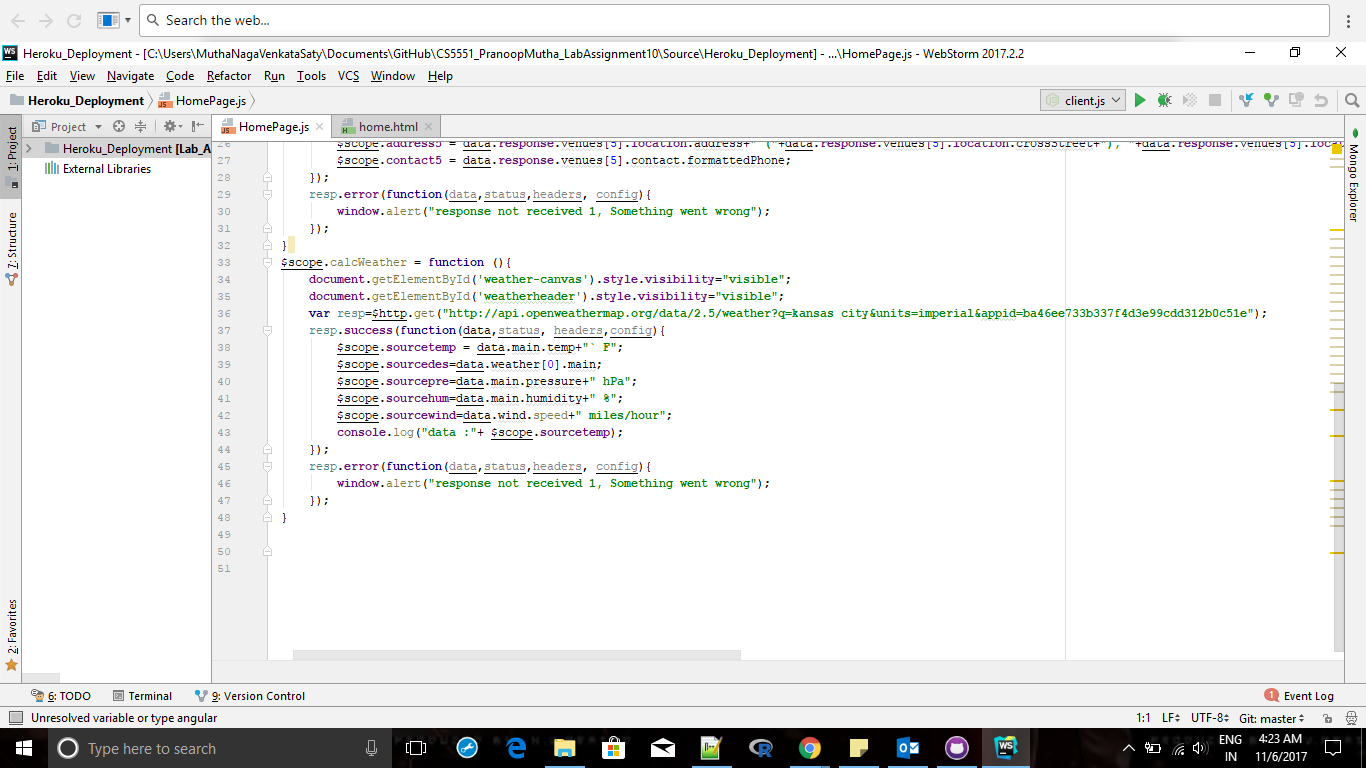 Search the web...
Heroku_Deployment - [C:\Users\MuthaNagaVenkataSaty\Documents\GitHub\CS5551_PranoopMutha_LabAssignment10\Source\Heroku_Deployment] - ...\HomePage.js - WebStorm 2017.2.2
File Edit View Navigate Code Refactor Run Tools VCS Window Help
Heroku_Deployment HomePage.js client.js
Project HomePage.js home.html
1: Project
Heroku_Deployment [Lab_A
External Libraries
7: Structure
2: Favorites
Mongo Explorer
26 $scope.address5 = data.response.venues[5].location.address+" ("+data.response.venues[5].location.crossStreet+"), "+data.response.venues[5].loca
27 $scope.contact5 = data.response.venues[5].contact.formattedPhone;
28 });
29 resp.error(function(data,status,headers, config){
30 window.alert("response not received 1, Something went wrong");
31 });
32 }
33 $scope.calcWeather = function (){
34 document.getElementById('weather-canvas').style.visibility="visible";
35 document.getElementById('weatherheader').style.visibility="visible";
36 var resp=$http.get("http://api.openweathermap.org/data/2.5/weather?q=kansas city&units=imperial&appid=ba46ee733b337f4d3e99cdd312b0c51e");
37 resp.success(function(data,status, headers,config){
38 $scope.sourcetemp = data.main.temp+"` F";
39 $scope.sourcedes=data.weather[0].main;
40 $scope.sourcepre=data.main.pressure+" hPa";
41 $scope.sourcehum=data.main.humidity+" %";
42 $scope.sourcewind=data.wind.speed+" miles/hour";
43 console.log("data :"+ $scope.sourcetemp);
44 });
45 resp.error(function(data,status,headers, config){
46 window.alert("response not received 1, Something went wrong");
47 });
48 }
49
50
51
6: TODO Terminal 9: Version Control 1 Event Log
Unresolved variable or type angular 1:1 LF UTF-8 Git: master
Type here to search ENG 4:23 AM
IN 11/6/2017